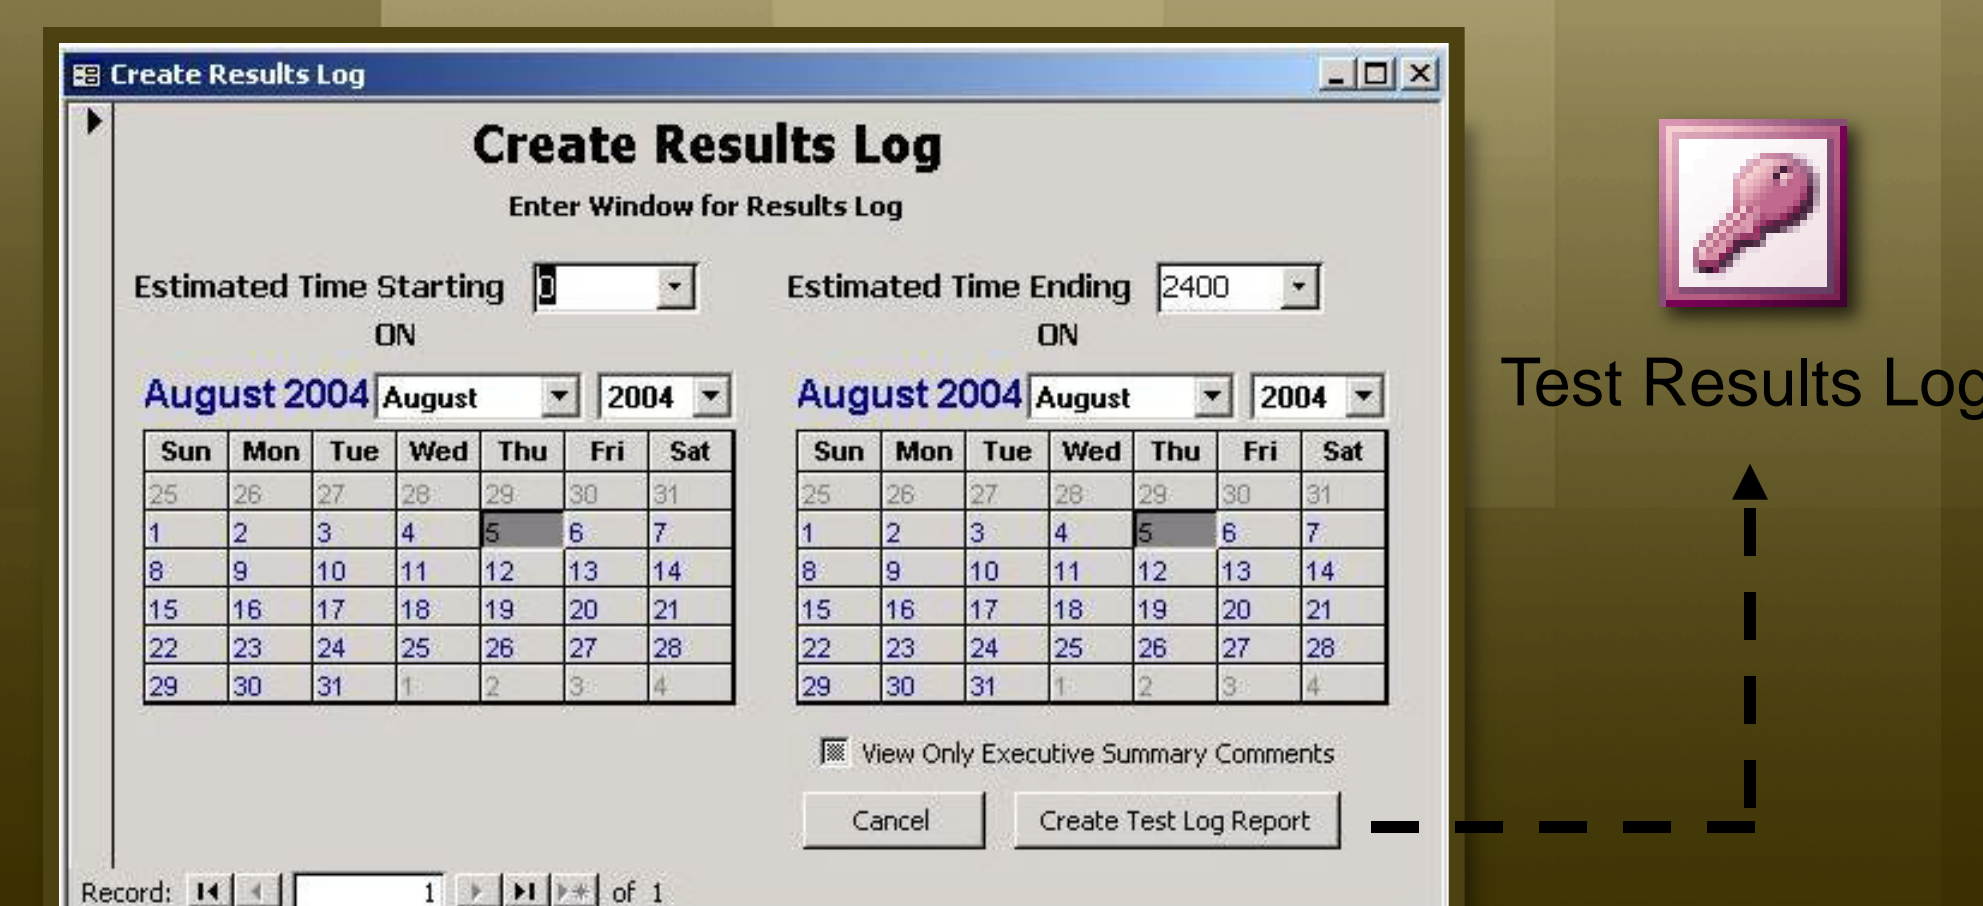 Create Results Log
Create Results Log
Enter Window for Results Log
Estimated Time Starting 0
ON
August 2004 August 2004
Sun Mon Tue Wed Thu Fri Sat
25 26 27 28 29 30 31
1 2 3 4 5 6 7
8 9 10 11 12 13 14
15 16 17 18 19 20 21
22 23 24 25 26 27 28
29 30 31 1 2 3 4
Estimated Time Ending 2400
ON
August 2004 August 2004
Sun Mon Tue Wed Thu Fri Sat
25 26 27 28 29 30 31
1 2 3 4 5 6 7
8 9 10 11 12 13 14
15 16 17 18 19 20 21
22 23 24 25 26 27 28
29 30 31 1 2 3 4
View Only Executive Summary Comments
Cancel Create Test Log Report
Record: 1 of 1
Test Results Log